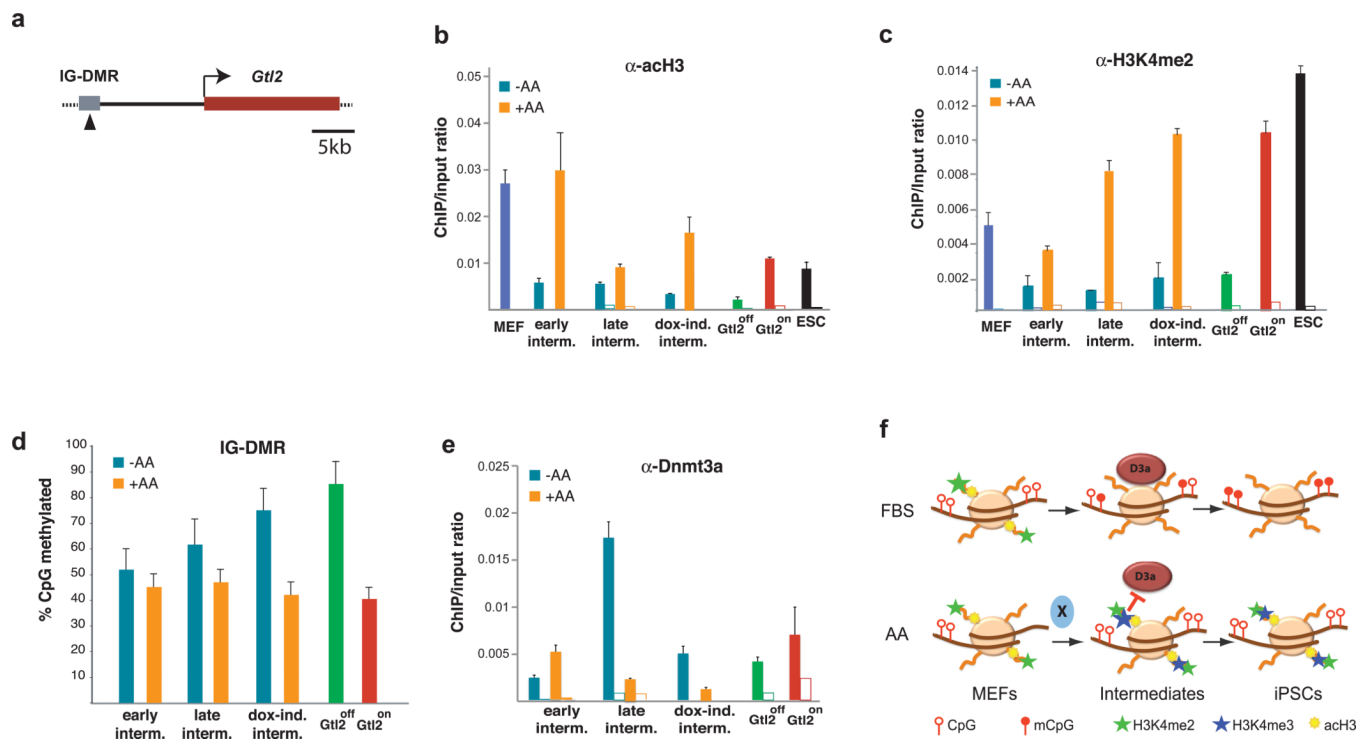 a
IG-DMR
Gtl2
5kb
b
α-acH3
-AA
+AA
ChIP/input ratio
0.05
0.04
0.03
0.02
0.01
MEF
early interm.
late interm.
dox-ind. interm.
Gtl2off
Gtl2on
ESC
c
α-H3K4me2
-AA
+AA
ChIP/Input ratio
0.014
0.012
0.010
0.008
0.006
0.004
0.002
MEF
early interm.
late interm.
dox-ind. interm.
Gtl2off
Gtl2on
ESC
d
IG-DMR
-AA
+AA
% CpG methylated
100
90
80
70
60
50
40
30
20
10
early interm.
late interm.
dox-ind. interm.
Gtl2off
Gtl2on
e
α-Dnmt3a
-AA
+AA
ChIP/input ratio
0.025
0.02
0.015
0.01
0.005
early interm.
late interm.
dox-ind. interm.
Gtl2off
Gtl2on
f
D3a
FBS
D3a
X
AA
MEFs
Intermediates
iPSCs
CpG
mCpG
H3K4me2
H3K4me3
acH3